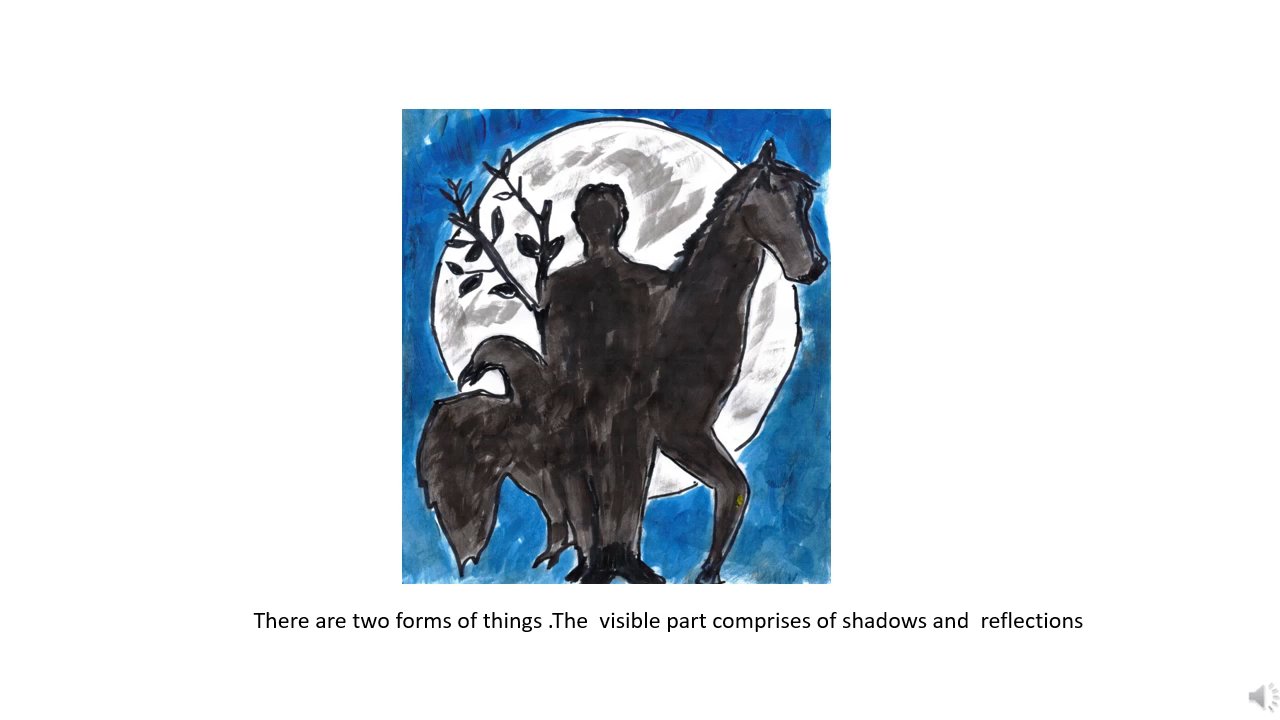 There are two forms of things .The  visible part comprises of shadows and  reflections